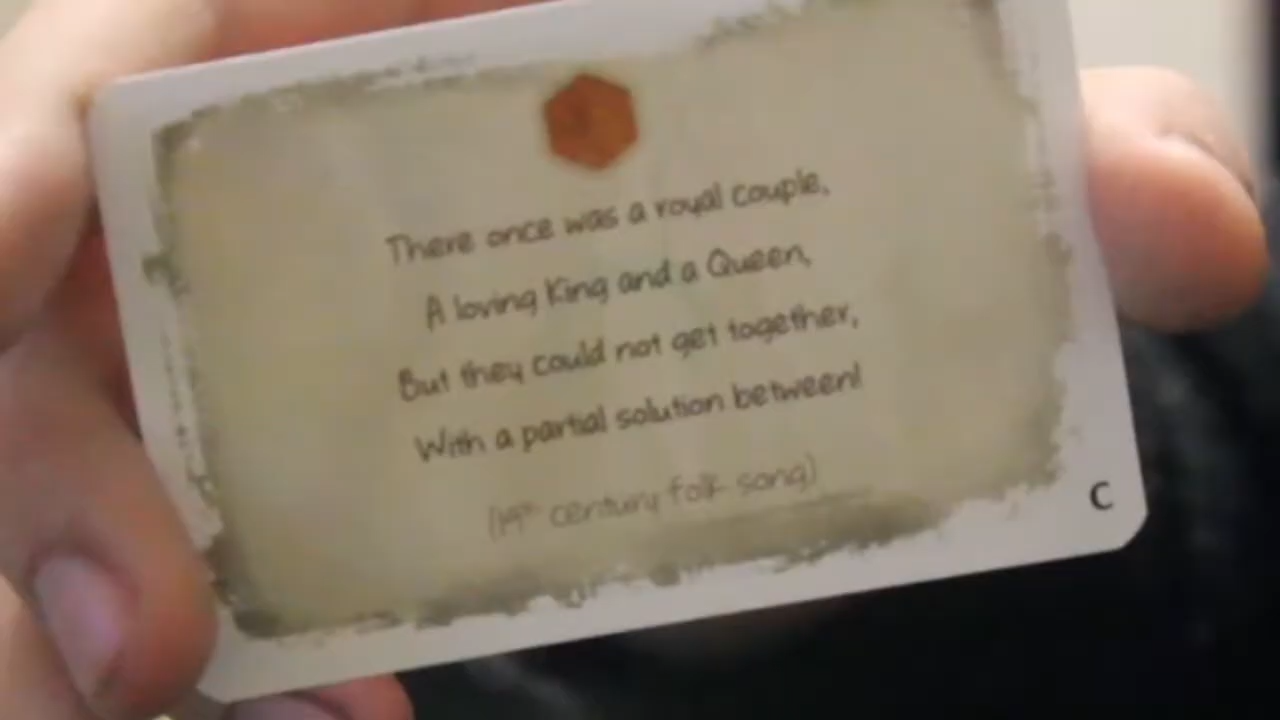 There once was a royal couple,
A loving King and a Queen,
But they could not get together,
With a partial solution between!
(19th century folk song)
C